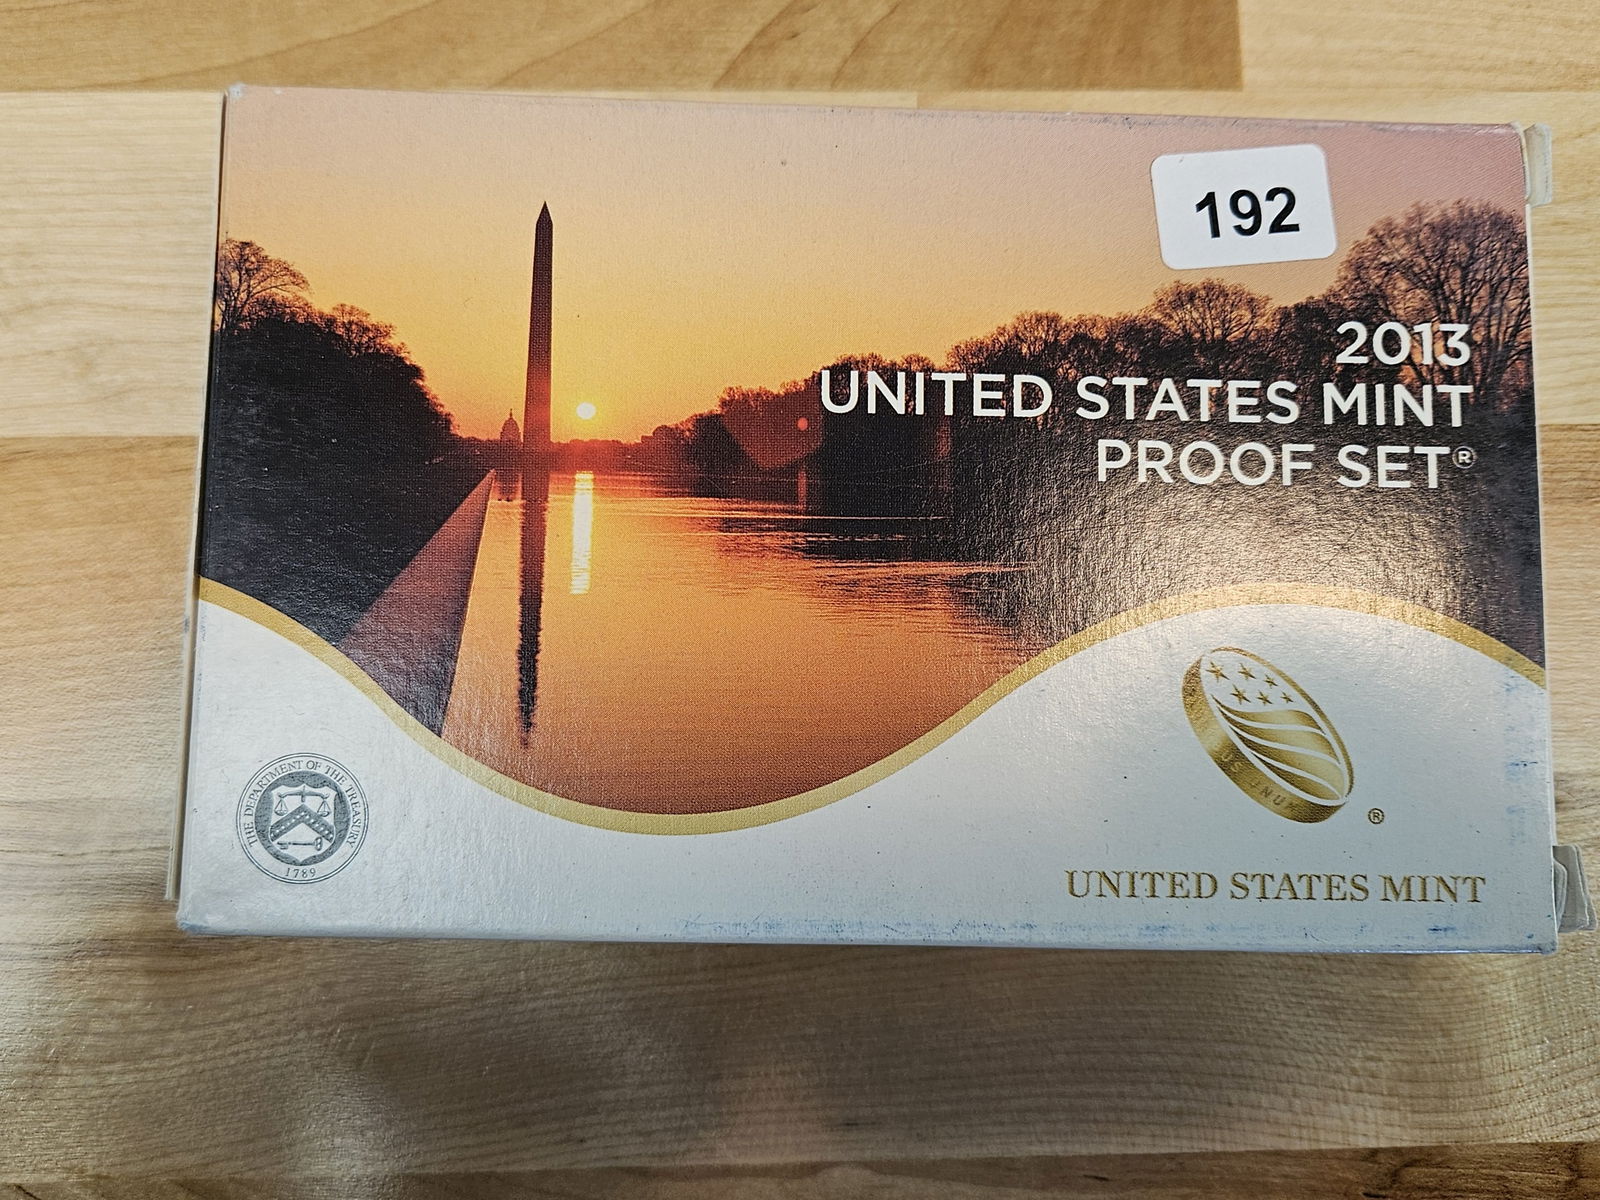 192
2013
UNITED STATES MINT
PROOF SET®
THE DEPARTMENT OF THE TREASURY
1789
®
UNITED STATES MINT